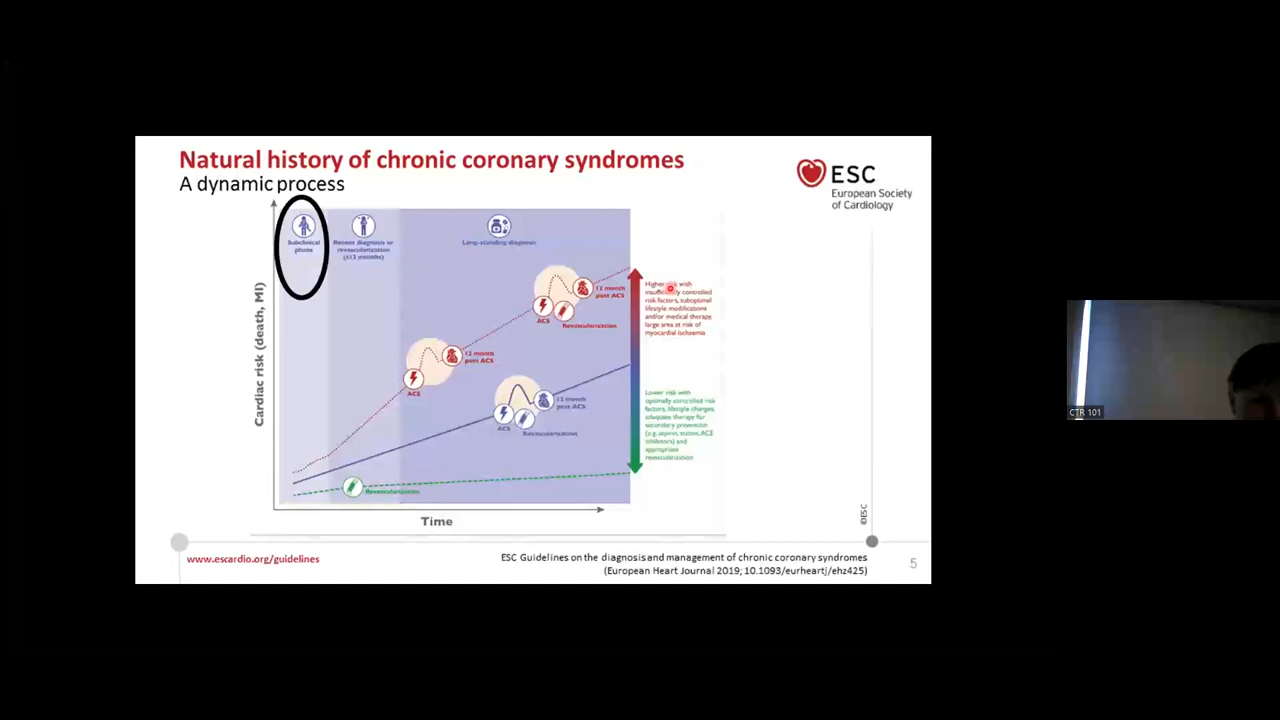 Natural history of chronic coronary syndromes
A dynamic process
ESC
European Society
of Cardiology
Subclinical
phase
Recent diagnosis or
revascularization
(≤12 months)
Long-standing diagnosis
Cardiac risk (death, MI)
12 month
post ACS
ACS
Revascularization
12 month
post ACS
ACS
12 month
post ACS
ACS
Revascularization
Revascularization
Higher risk with
insufficiently controlled
risk factors, suboptimal
lifestyle modifications
and/or medical therapy,
large area at risk of
myocardial ischaemia
Lower risk with
optimally controlled risk
factors, lifestyle changes,
adequate therapy for
secondary prevention
(e.g. aspirin, statins, ACE
inhibitors) and
appropriate
revascularization
Time
©ESC
www.escardio.org/guidelines
ESC Guidelines on the diagnosis and management of chronic coronary syndromes
(European Heart Journal 2019; 10.1093/eurheartj/ehz425)
5
CTR 101